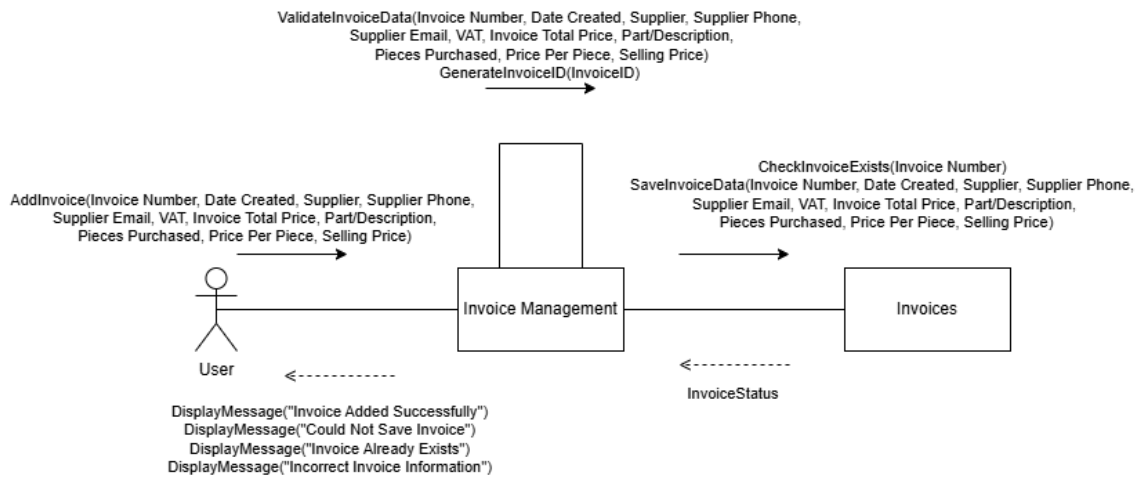 ValidateInvoiceData(Invoice Number, Date Created, Supplier, Supplier Phone,
Supplier Email, VAT, Invoice Total Price, Part/Description,
Pieces Purchased, Price Per Piece, Selling Price)
GenerateInvoiceID(InvoiceID)
CheckInvoiceExists(Invoice Number)
SaveInvoiceData(Invoice Number, Date Created, Supplier, Supplier Phone,
Supplier Email, VAT, Invoice Total Price, Part/Description,
Pieces Purchased, Price Per Piece, Selling Price)
AddInvoice(Invoice Number, Date Created, Supplier, Supplier Phone,
Supplier Email, VAT, Invoice Total Price, Part/Description,
Pieces Purchased, Price Per Piece, Selling Price)
Invoice Management
Invoices
User
InvoiceStatus
DisplayMessage("Invoice Added Successfully")
DisplayMessage("Could Not Save Invoice")
DisplayMessage("Invoice Already Exists")
DisplayMessage("Incorrect Invoice Information")